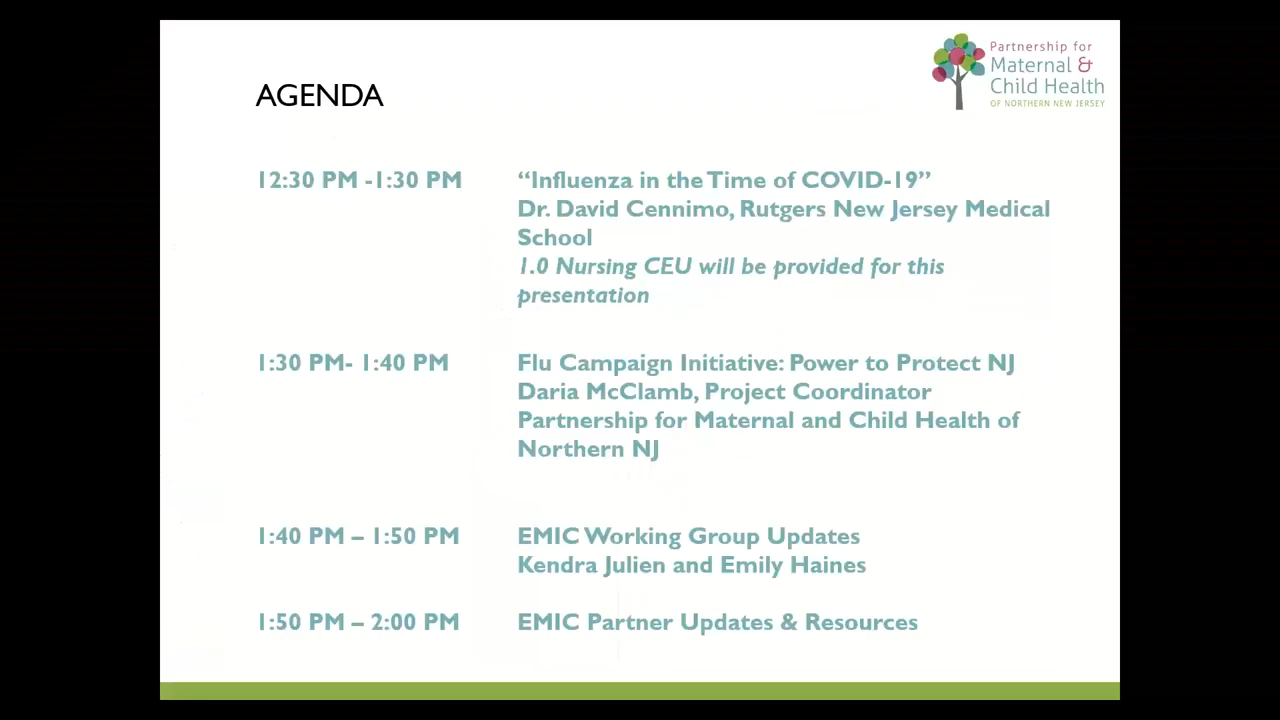 Partnership for
Maternal &
Child Health
OF NORTHERN NEW JERSEY
AGENDA
12:30 PM -1:30 PM
“Influenza in the Time of COVID-19”
Dr. David Cennimo, Rutgers New Jersey Medical
School
1.0 Nursing CEU will be provided for this
presentation
1:30 PM- 1:40 PM
Flu Campaign Initiative: Power to Protect NJ
Daria McClamb, Project Coordinator
Partnership for Maternal and Child Health of
Northern NJ
1:40 PM – 1:50 PM
EMIC Working Group Updates
Kendra Julien and Emily Haines
1:50 PM – 2:00 PM
EMIC Partner Updates & Resources